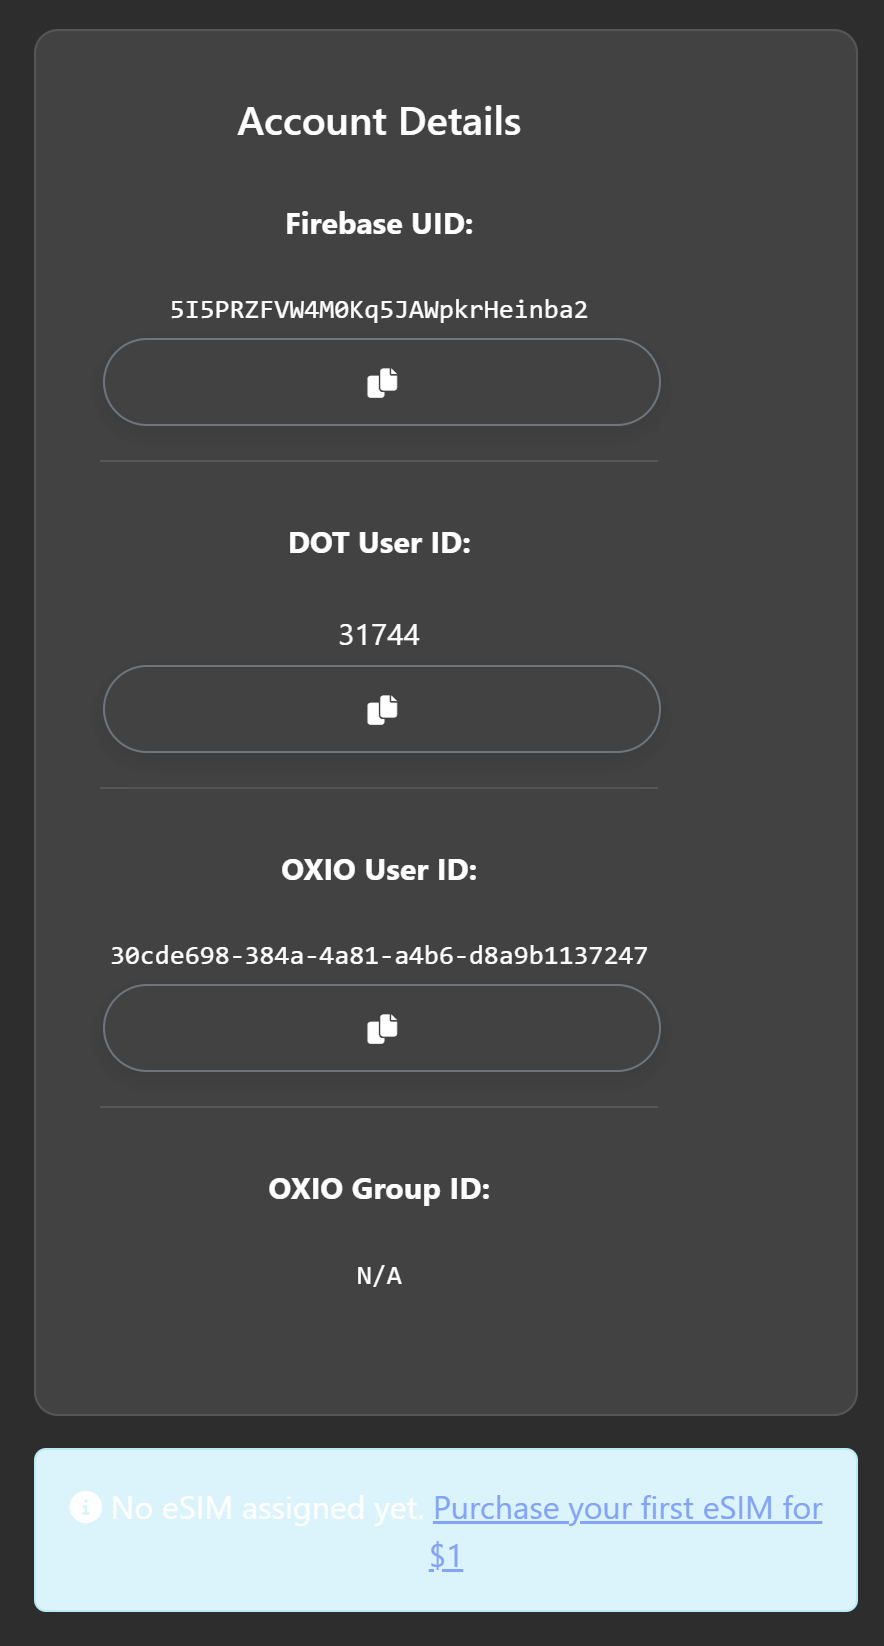 Account Details
Firebase UID:
5I5PRZFVW4M0Kq5JAWpkrHeinba2
DOT User ID:
31744
OXIO User ID:
30cde698-384a-4a81-a4b6-d8a9b1137247
OXIO Group ID:
N/A
No eSIM assigned yet. Purchase your first eSIM for
$1